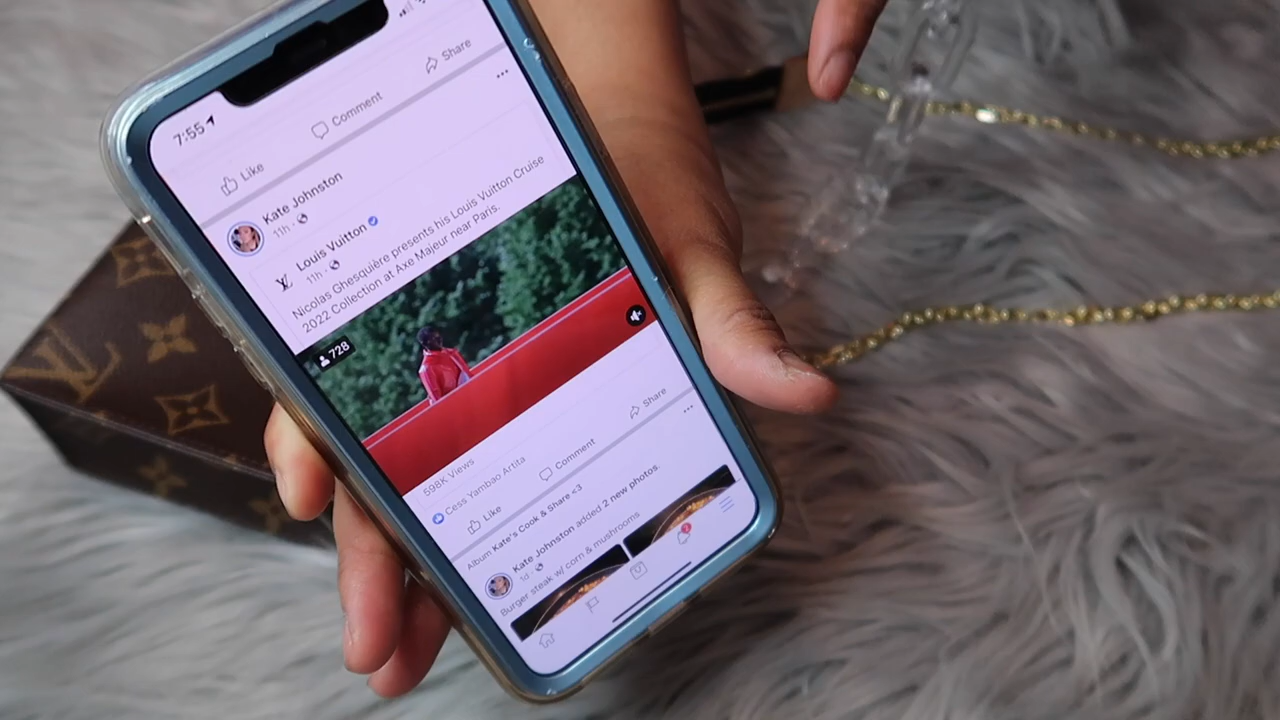 7:55
Share
Comment
Like
Kate Johnston
11h ·
Louis Vuitton
11h ·
Nicolas Ghesquière presents his Louis Vuitton Cruise
2022 Collection at Axe Majeur near Paris.
728
598K Views
Cess Yambao Artita
Like
Comment
Share
Album Kate's Cook & Share <3
Kate Johnston added 2 new photos.
1d ·
Burger steak w/ corn & mushrooms
LV